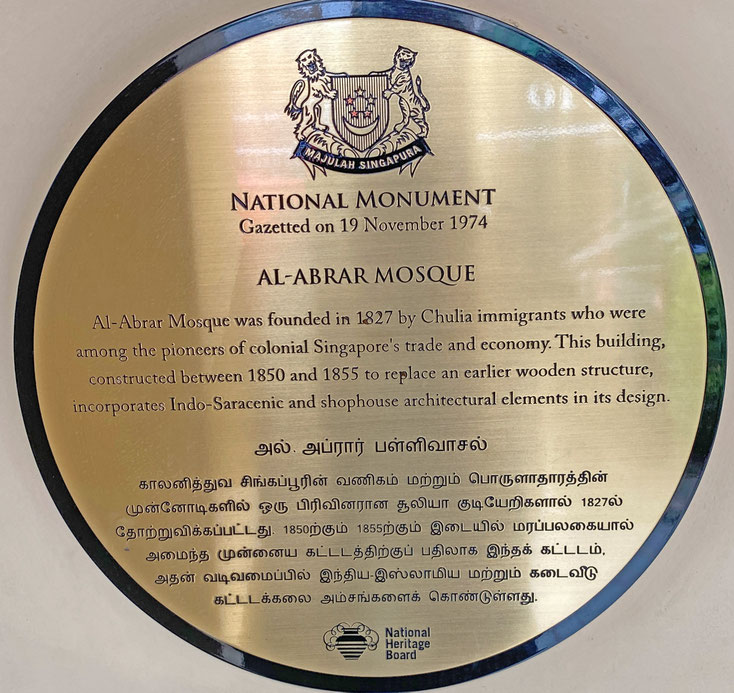 MAJULAH SINGAPURA
NATIONAL MONUMENT
Gazetted on 19 November 1974
AL-ABRAR MOSQUE
Al-Abrar Mosque was founded in 1827 by Chulia immigrants who were
among the pioneers of colonial Singapore's trade and economy. This building,
constructed between 1850 and 1855 to replace an earlier wooden structure,
incorporates Indo-Saracenic and shophouse architectural elements in its design.
அல். அப்ரார் பள்ளிவாசல்
காலனித்துவ சிங்கப்பூரின் வணிகம் மற்றும் பொருளாதாரத்தின்
முன்னோடிகளில் ஒரு பிரிவினரான சூலியா குடியேறிகளால் 1827ல்
தோற்றுவிக்கப்பட்டது. 1850ற்கும் 1855ற்கும் இடையில் மரப்பலகையால்
அமைந்த முன்னைய கட்டடத்திற்குப் பதிலாக இந்தக் கட்டடம்,
அதன் வடிவமைப்பில் இந்திய-இஸ்லாமிய மற்றும் கடைவீடு
கட்டடக்கலை அம்சங்களைக் கொண்டுள்ளது.
National
Heritage
Board